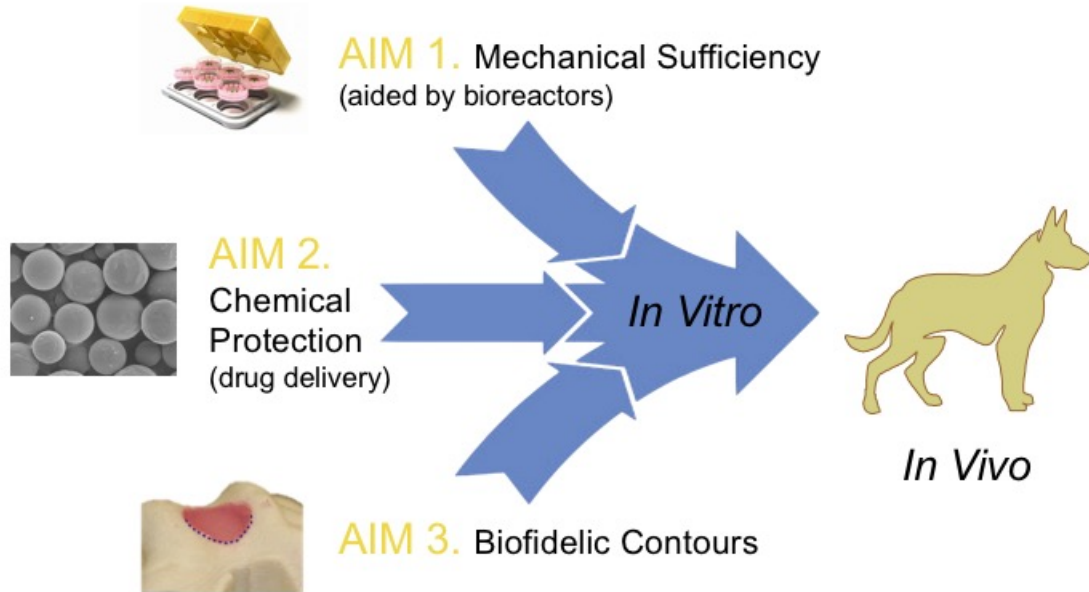 AIM 1. Mechanical Sufficiency
(aided by bioreactors)
AIM 2.
Chemical
Protection
(drug delivery)
In Vitro
In Vivo
AIM 3. Biofidelic Contours